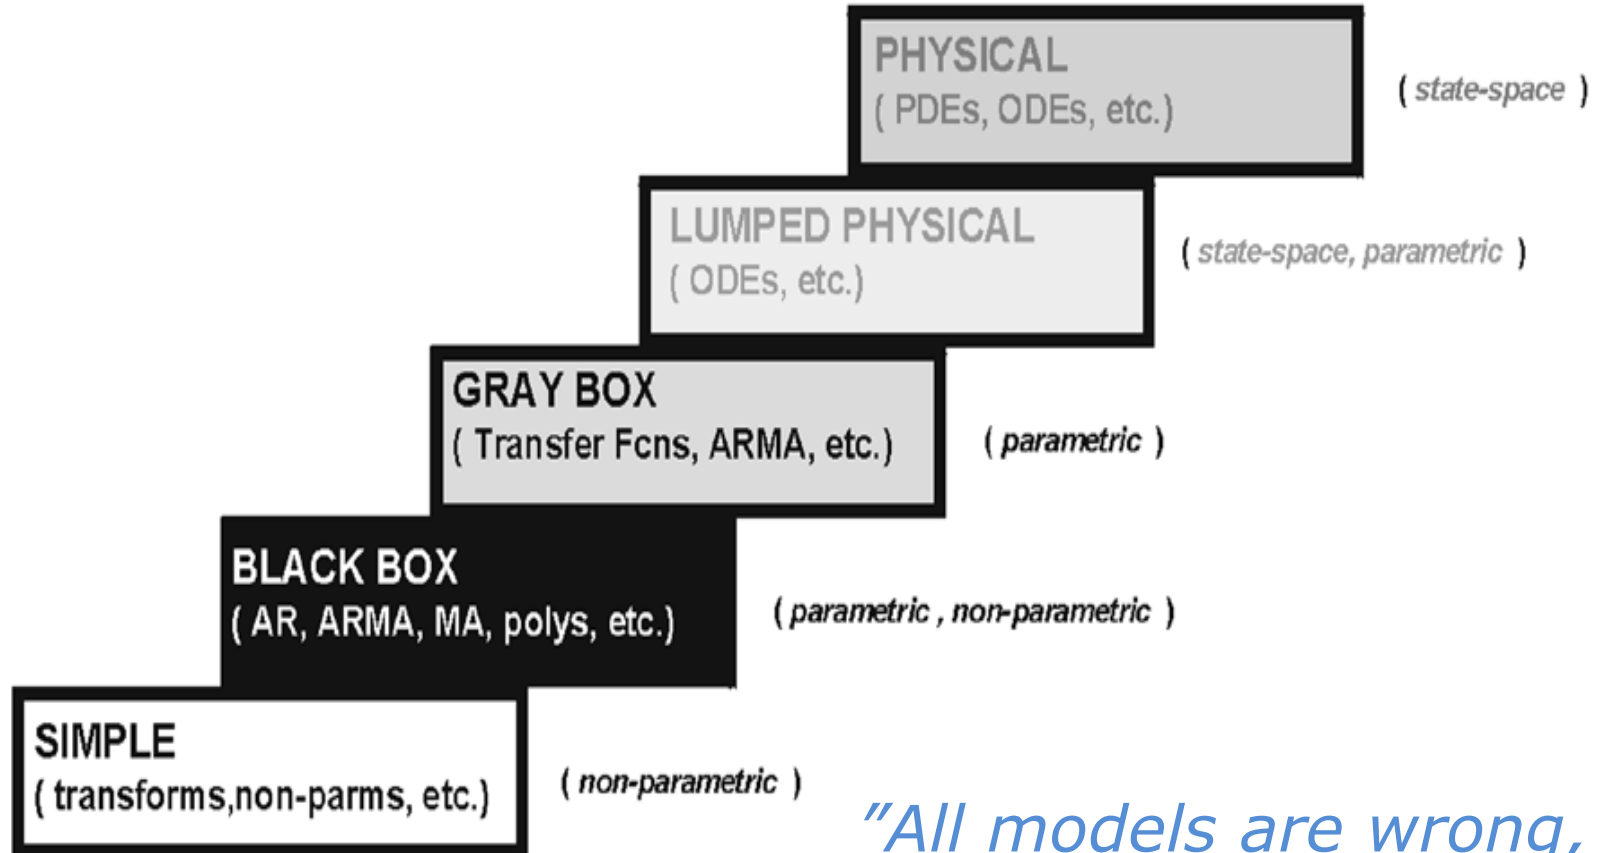 PHYSICAL
( PDEs, ODEs, etc.)
( state-space )
LUMPED PHYSICAL
( ODEs, etc.)
( state-space, parametric )
GRAY BOX
( Transfer Fcns, ARMA, etc.)
( parametric )
BLACK BOX
( AR, ARMA, MA, polys, etc.)
( parametric , non-parametric )
SIMPLE
( transforms,non-parms, etc.)
( non-parametric )
”All models are wrong,